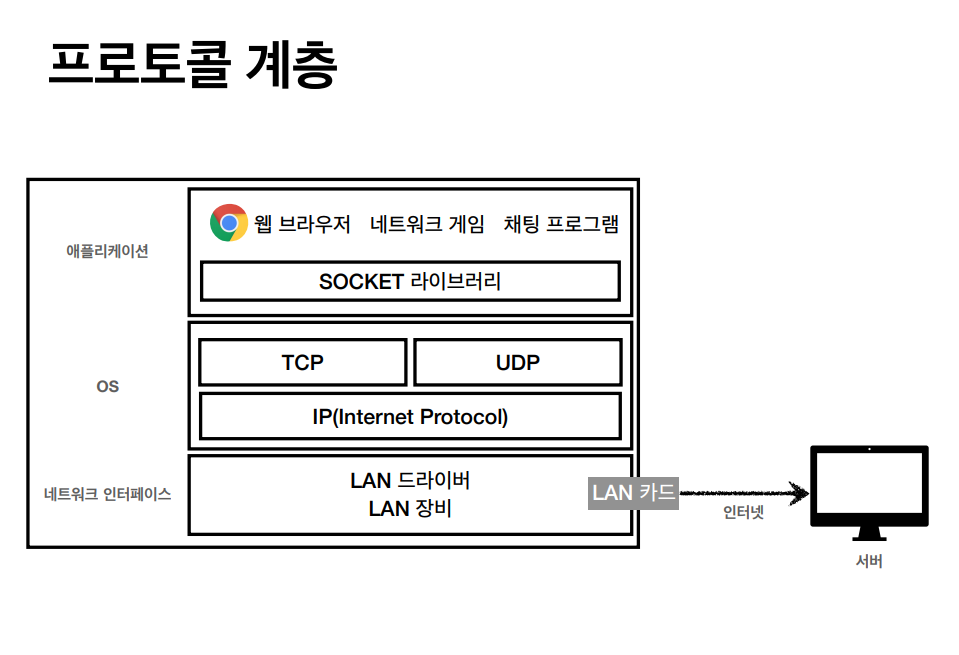 프로토콜 계층
애플리케이션
웹 브라우저 네트워크 게임 채팅 프로그램
SOCKET 라이브러리
OS
TCP
UDP
IP(Internet Protocol)
네트워크 인터페이스
LAN 드라이버
LAN 장비
LAN 카드
인터넷
서버